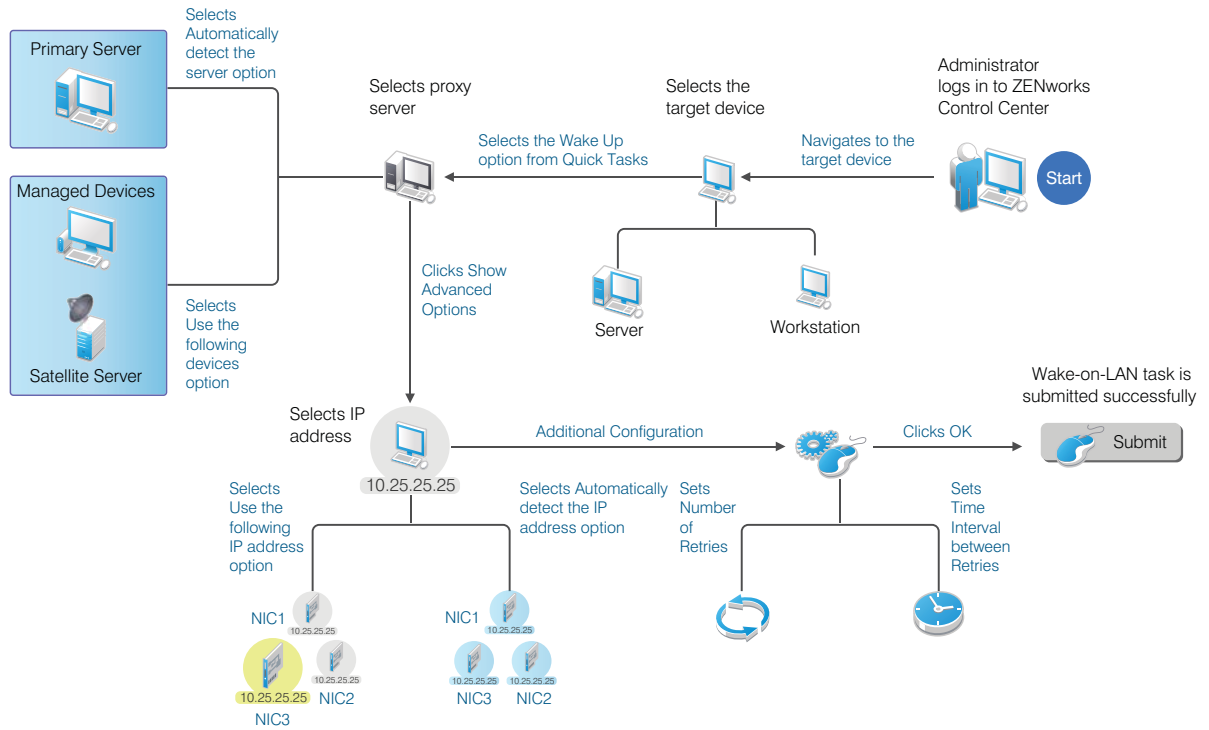 Selects
Automatically
detect the
server option
Primary Server
Managed Devices
Satellite Server
Selects
Use the
following
devices
option
Selects proxy
server
Selects the Wake Up
option from Quick Tasks
Selects the
target device
Navigates to the
target device
Administrator
logs in to ZENworks
Control Center
Start
Server
Workstation
Clicks Show
Advanced
Options
Selects IP
address
10.25.25.25
Additional Configuration
Clicks OK
Wake-on-LAN task is
submitted successfully
Submit
Selects
Use the
following
IP address
option
Selects Automatically
detect the IP
address option
Sets
Number
of
Retries
Sets
Time
Interval
between
Retries
NIC1
10.25.25.25
10.25.25.25
NIC3
10.25.25.25
NIC2
NIC1
10.25.25.25
10.25.25.25
NIC3
10.25.25.25
NIC2